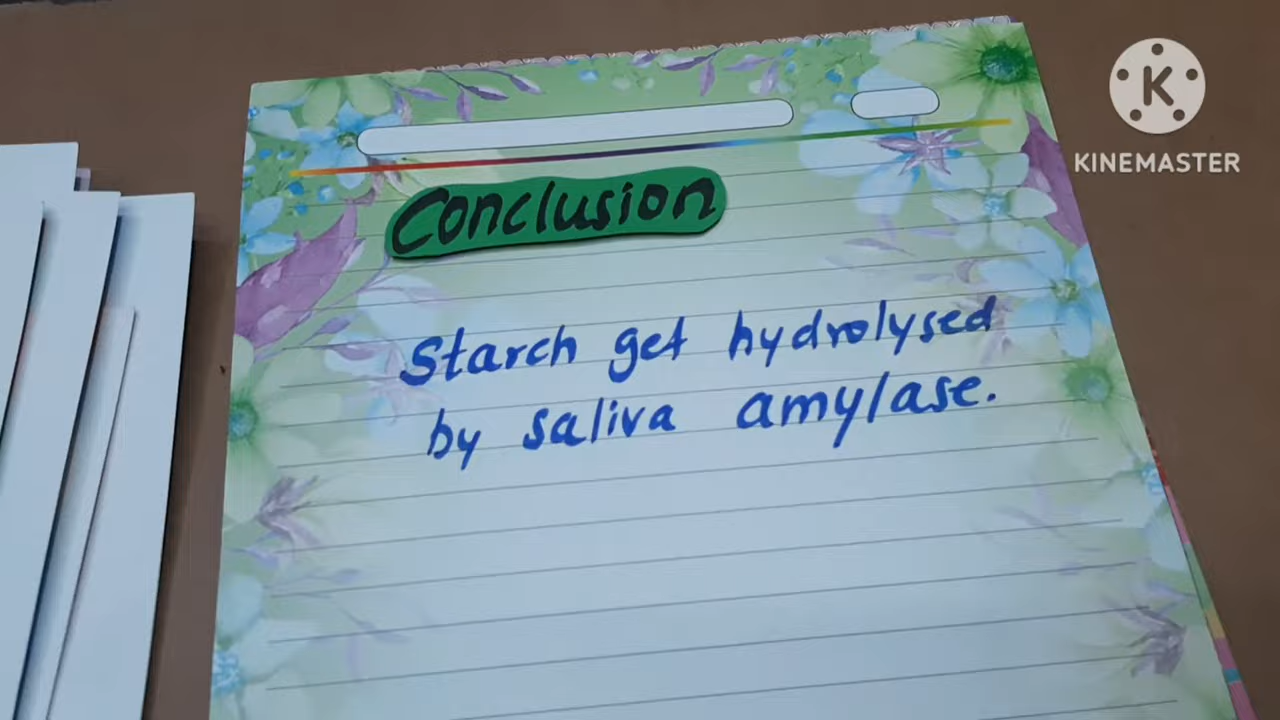 Conclusion
K
KINEMASTER
Starch get hydrolysed
by saliva amylase.